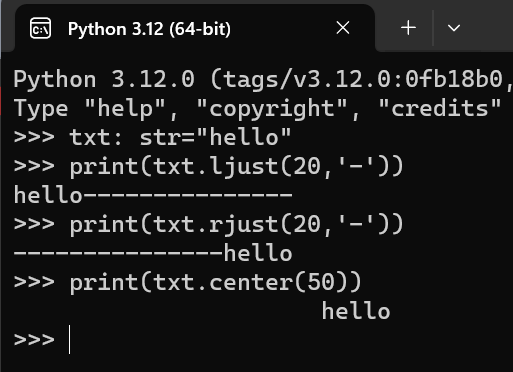 Python 3.12 (64-bit)
Python 3.12.0 (tags/v3.12.0:0fb18b0,
Type "help", "copyright", "credits"
>>> txt: str="hello"
>>> print(txt.ljust(20,'-'))
hello---------------
>>> print(txt.rjust(20,'-'))
---------------hello
>>> print(txt.center(50))
                      hello
>>>